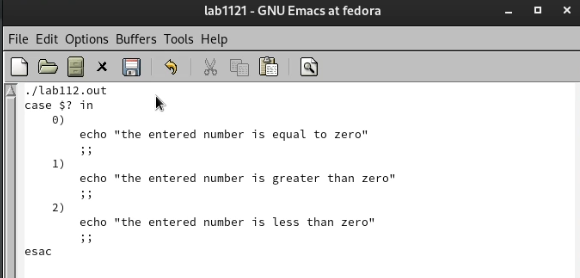 lab1121 - GNU Emacs at fedora
File Edit Options Buffers Tools Help
./lab112.out
case $? in
    0)
        echo "the entered number is equal to zero"
        ;;
    1)
        echo "the entered number is greater than zero"
        ;;
    2)
        echo "the entered number is less than zero"
        ;;
esac